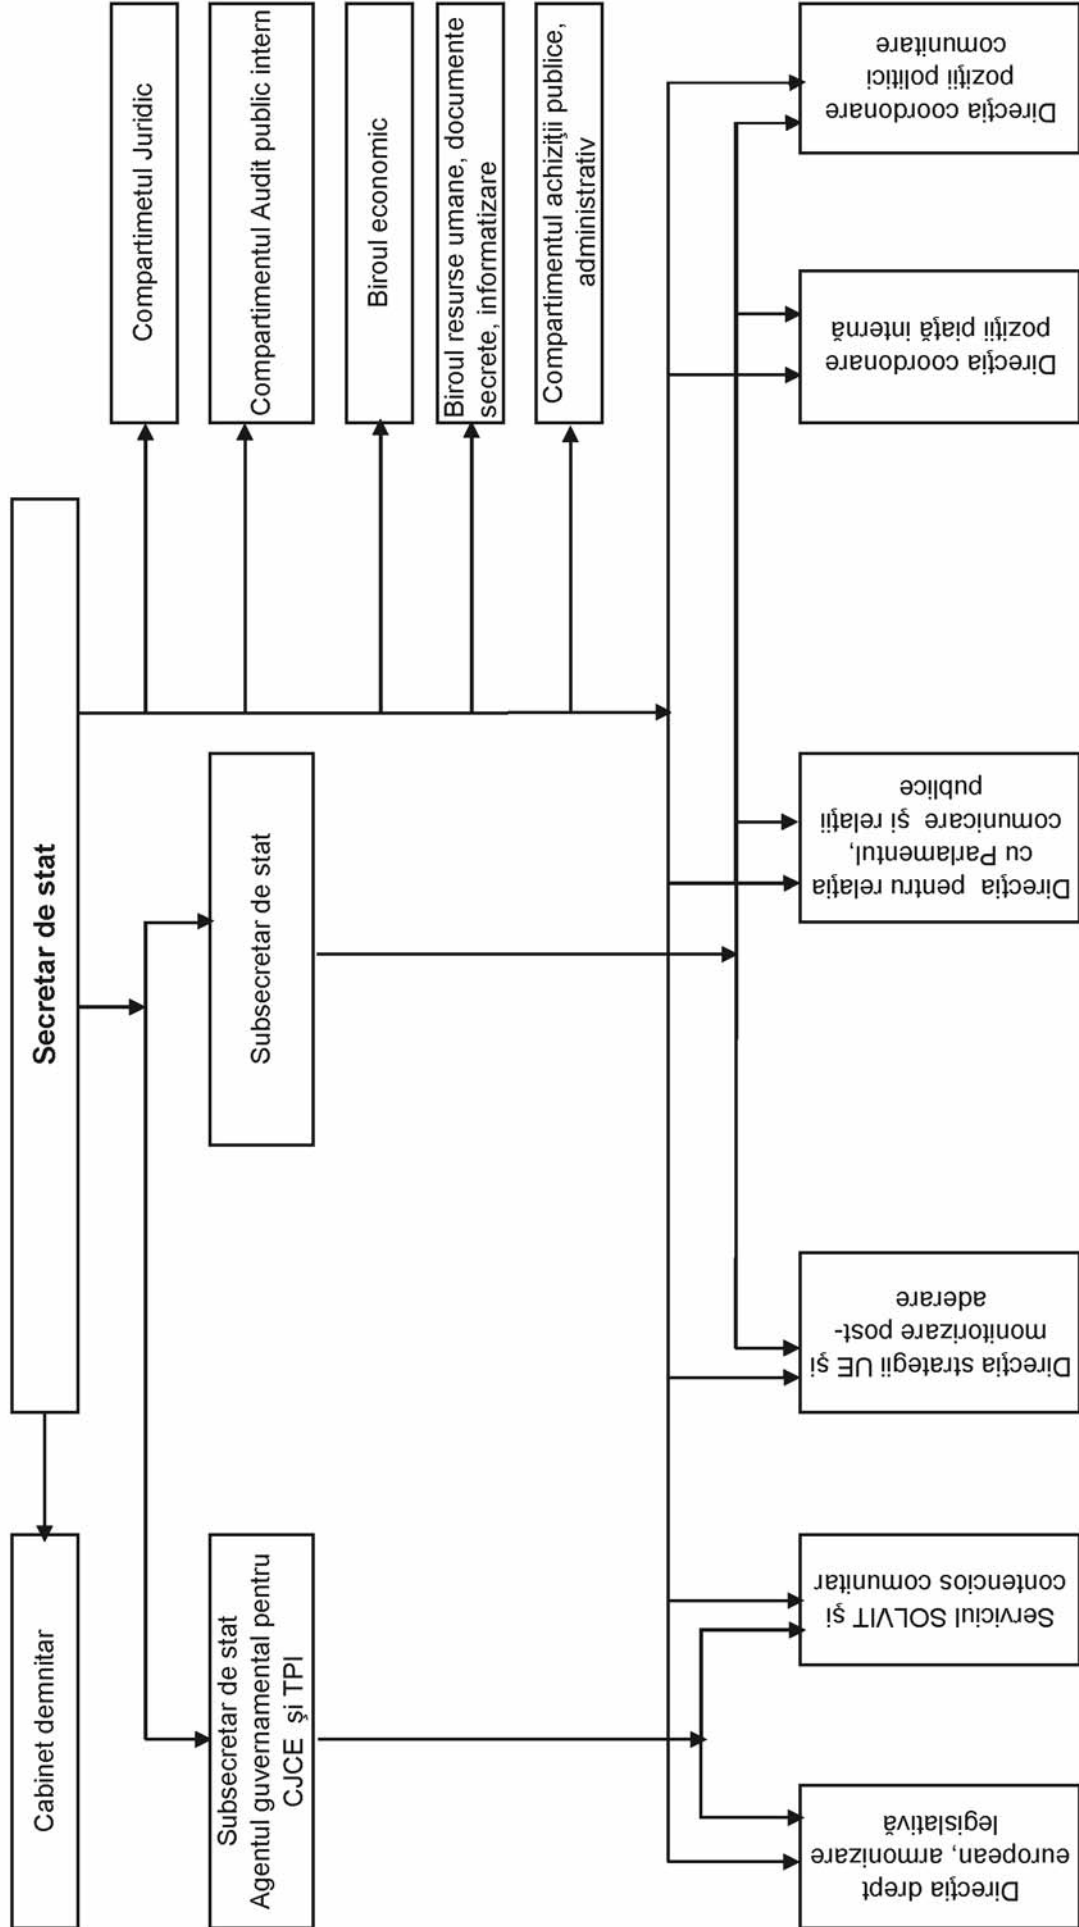 Cabinet demnitar
Secretar de stat
Compartimetul Juridic
Subsecretar de stat
Agentul guvernamental pentru
CJCE şi TPI
Subsecretar de stat
Compartimentul Audit public intern
Biroul economic
Biroul resurse umane, documente
secrete, informatizare
Compartimentul achiziţii publice,
administrativ
Direcţia drept
european, armonizare
legislativă
Serviciul SOLVIT şi
contencios comunitar
Direcţia strategii UE şi
monitorizare post-
aderare
Direcţia pentru relaţia
cu Parlamentul,
comunicare şi relaţii
publice
Direcţia coordonare
poziţii piaţă internă
Direcţia coordonare
poziţii politici
comunitare